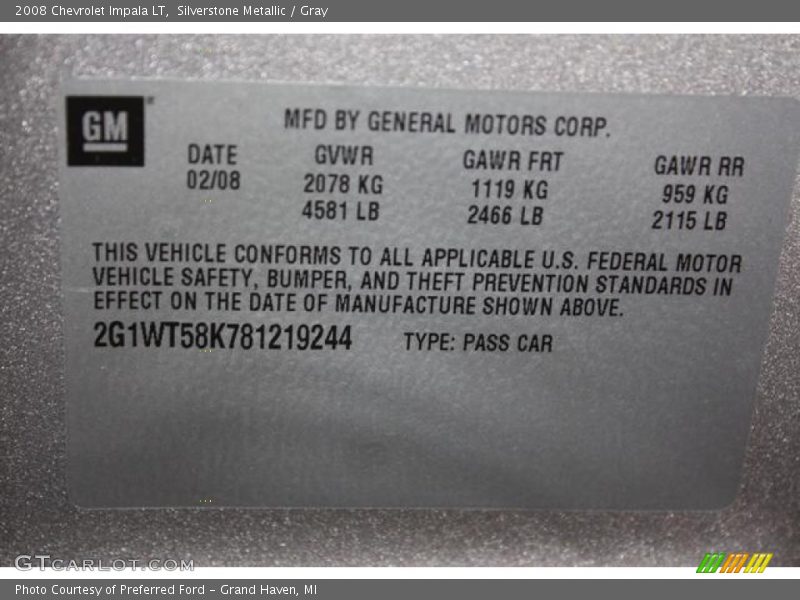 2008 Chevrolet Impala LT,  Silverstone Metallic / Gray
GM
MFD BY GENERAL MOTORS CORP.
DATE GVWR GAWR FRT GAWR RR
02/08 2078 KG 1119 KG 959 KG
4581 LB 2466 LB 2115 LB
THIS VEHICLE CONFORMS TO ALL APPLICABLE U.S. FEDERAL MOTOR
VEHICLE SAFETY, BUMPER, AND THEFT PREVENTION STANDARDS IN
EFFECT ON THE DATE OF MANUFACTURE SHOWN ABOVE.
2G1WT58K781219244 TYPE: PASS CAR
GTCARLOT.COM
Photo Courtesy of Preferred Ford - Grand Haven, MI